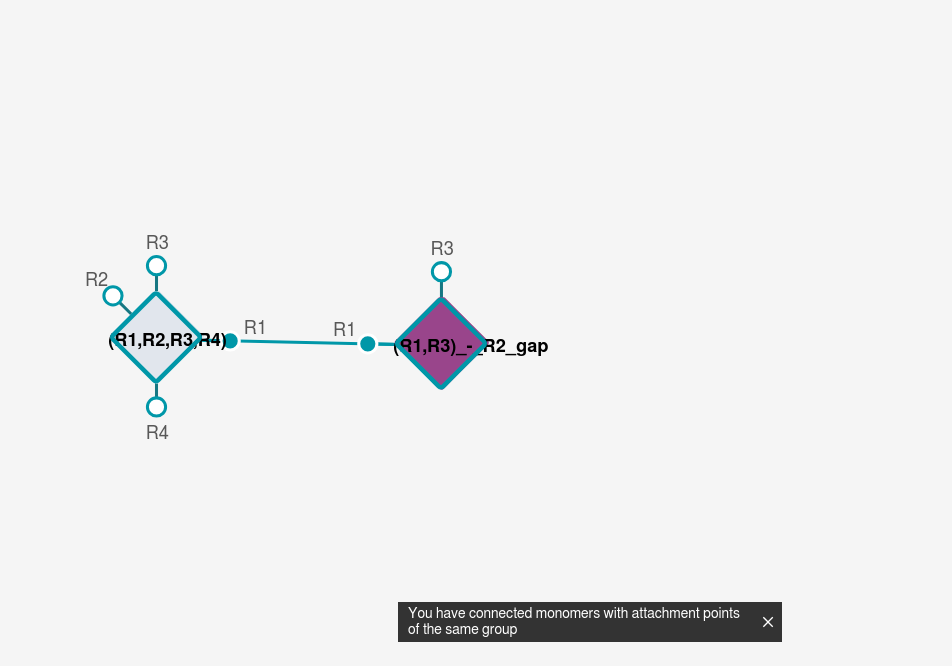 R3
R3
R2
R1
R1
(R1,R2,R3,R4)
(R1,R3)_-_R2_gap
R4
You have connected monomers with attachment points
of the same group